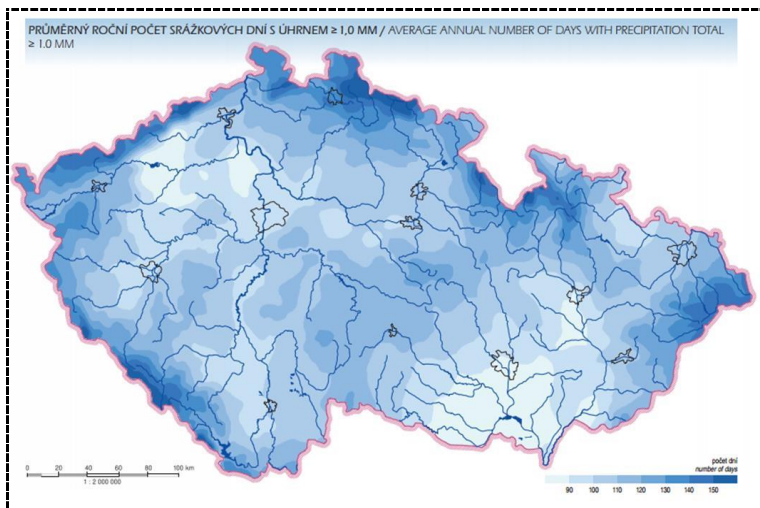 PRŮMĚRNÝ ROČNÍ POČET SRÁŽKOVÝCH DNÍ S ÚHRNEM ≥ 1,0 MM / AVERAGE ANNUAL NUMBER OF DAYS WITH PRECIPITATION TOTAL
≥ 1.0 MM
počet dní
number of days
90 100 110 120 130 140 150
0 20 40 60 80 100 km
1 : 2 000 000